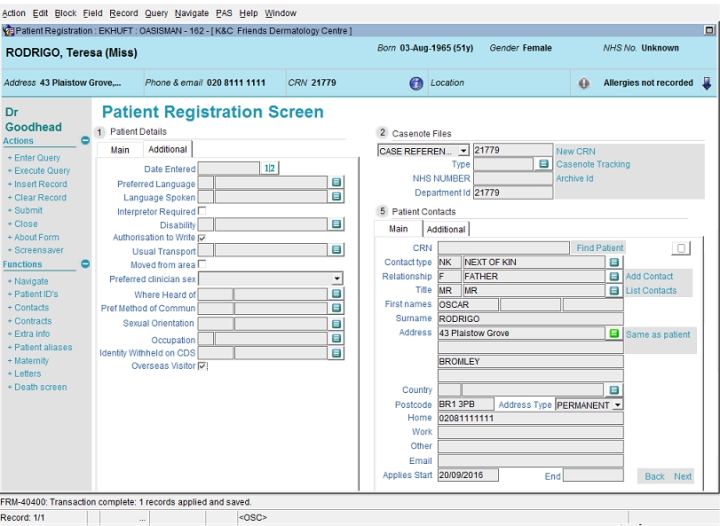 Action Edit Block Field Record Query Navigate PAS Help Window
Patient Registration : EKHUFT : OASISMAN - 162 - [ K&C Friends Dermatology Centre ]
RODRIGO, Teresa (Miss)
Born 03-Aug-1965 (51y) Gender Female NHS No. Unknown
Address 43 Plaistow Grove,... Phone & email 020 8111 1111 CRN 21779 Location Allergies not recorded
Dr Goodhead
Actions
+ Enter Query
+ Execute Query
+ Insert Record
+ Clear Record
+ Submit
+ Close
+ About Form
+ Screensaver
Functions
+ Navigate
+ Patient ID's
+ Contacts
+ Contracts
+ Extra info
+ Patient aliases
+ Maternity
+ Letters
+ Death screen
Patient Registration Screen
1 Patient Details
Main Additional
Date Entered 12
Preferred Language
Language Spoken
Interpretor Required
Disability
Authorisation to Write
Usual Transport
Moved from area
Preferred clinician sex
Where Heard of
Pref Method of Commun
Sexual Orientation
Occupation
Identity Withheld on CDS
Overseas Visitor
2 Casenote Files
CASE REFEREN... 21779 New CRN
Type Casenote Tracking
NHS NUMBER Archive Id
Department Id 21779
5 Patient Contacts
Main Additional
CRN Find Patient
Contact type NK NEXT OF KIN
Relationship F FATHER Add Contact
Title MR MR List Contacts
First names OSCAR
Surname RODRIGO
Address 43 Plaistow Grove Same as patient
BROMLEY
Country
Postcode BR1 3PB Address Type PERMANENT
Home 02081111111
Work
Other
Email
Applies Start 20/09/2016 End Back Next
FRM-40400: Transaction complete: 1 records applied and saved.
Record: 1/1 ... <OSC>